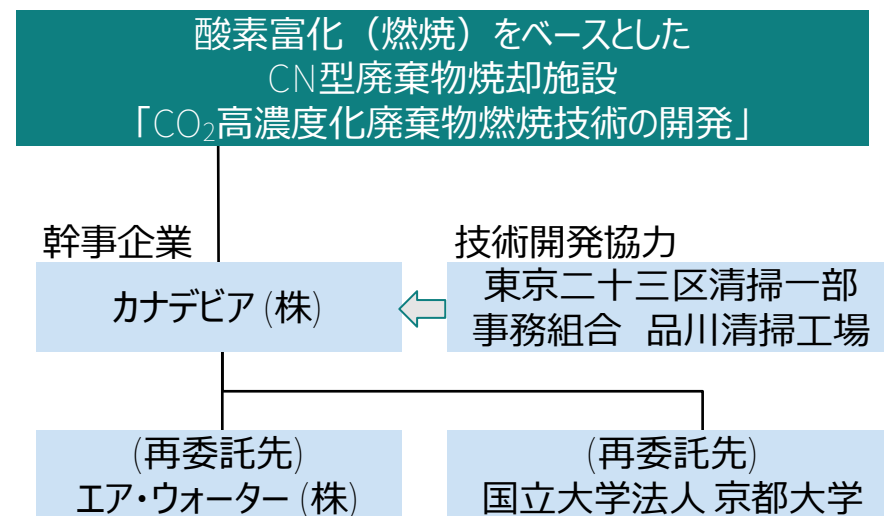 酸素富化（燃焼）をベースとした
CN型廃棄物焼却施設
「CO₂高濃度化廃棄物燃焼技術の開発」
幹事企業
技術開発協力
カナデビア(株)
東京二十三区清掃一部
事務組合 品川清掃工場
(再委託先)
エア・ウォーター(株)
(再委託先)
国立大学法人 京都大学